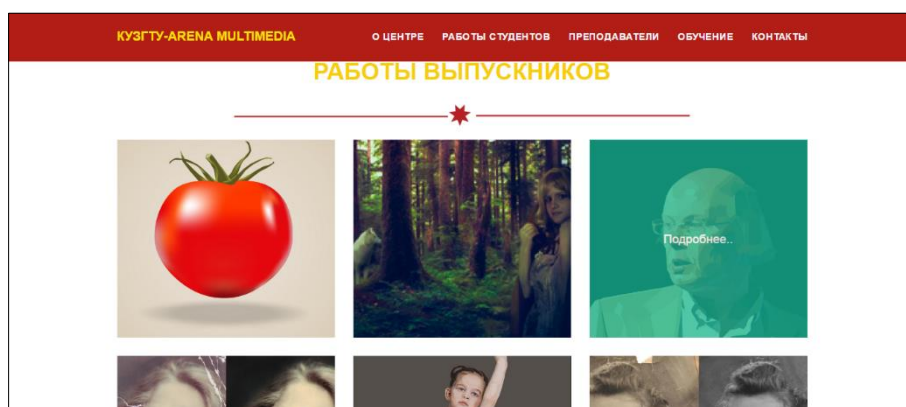 КУЗГТУ-ARENA MULTIMEDIA
О ЦЕНТРЕ РАБОТЫ СТУДЕНТОВ ПРЕПОДАВАТЕЛИ ОБУЧЕНИЕ КОНТАКТЫ
РАБОТЫ ВЫПУСКНИКОВ
Подробнее..